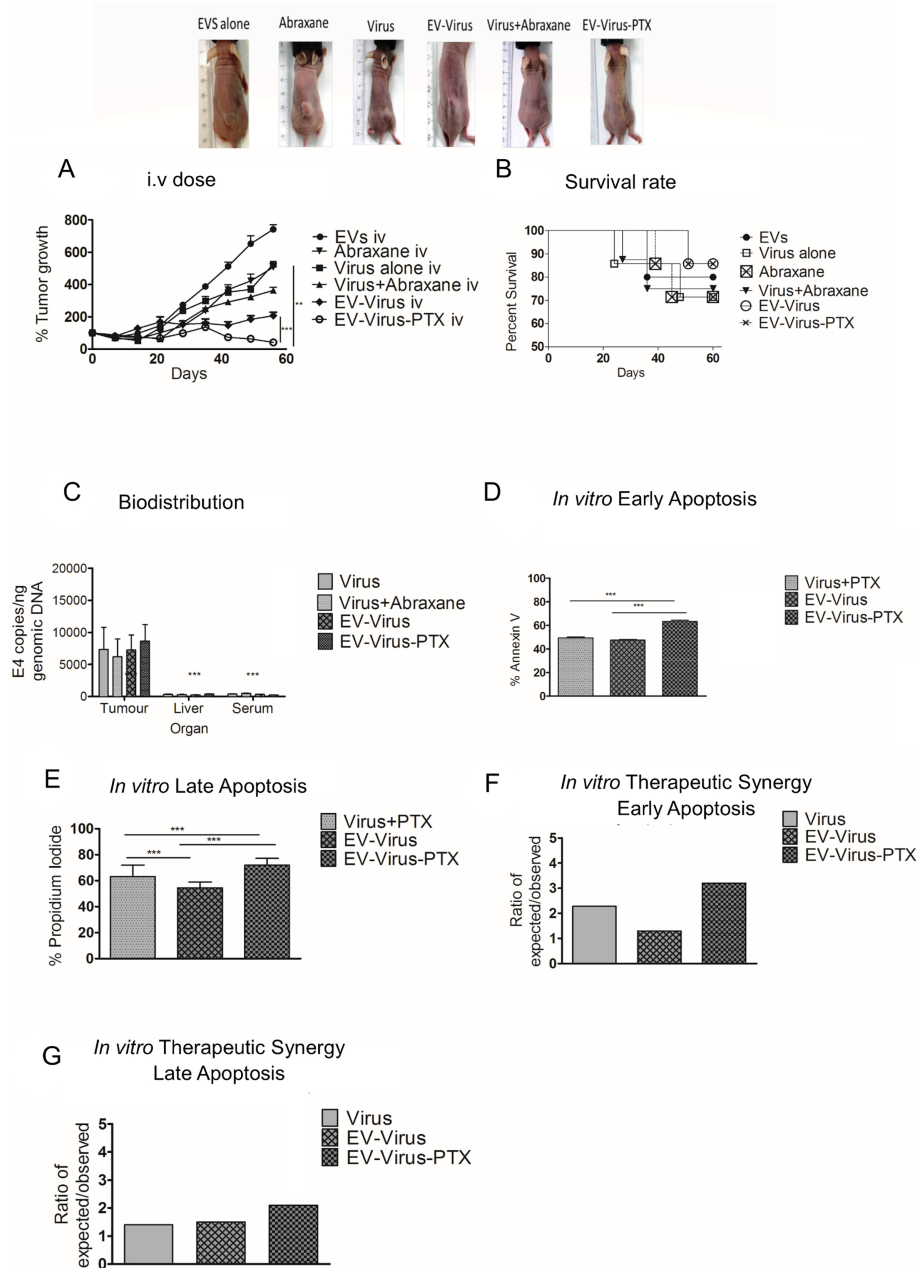 EVS alone
Abraxane
Virus
EV-Virus
Virus+Abraxane
EV-Virus-PTX
A
i.v dose
% Tumor growth
800
600
400
200
0
0 20 40 60
Days
EVs iv
Abraxane iv
Virus alone iv
Virus+Abraxane iv
EV-Virus iv
EV-Virus-PTX iv
**
***
B
Survival rate
Percent Survival
100
90
80
70
60
50
0 20 40 60
Days
EVs
Virus alone
Abraxane
Virus+Abraxane
EV-Virus
EV-Virus-PTX
C
Biodistribution
E4 copies/ng
genomic DNA
20000
15000
10000
5000
0
*** ***
Tumour Liver Serum
Organ
Virus
Virus+Abraxane
EV-Virus
EV-Virus-PTX
D
In vitro Early Apoptosis
% Annexin V
100
80
60
40
20
0
***
***
Virus+PTX
EV-Virus
EV-Virus-PTX
E
In vitro Late Apoptosis
% Propidium Iodide
100
80
60
40
20
0
***
***
***
Virus+PTX
EV-Virus
EV-Virus-PTX
F
In vitro Therapeutic Synergy
Early Apoptosis
Ratio of
expected/observed
5
4
3
2
1
0
Virus
EV-Virus
EV-Virus-PTX
G
In vitro Therapeutic Synergy
Late Apoptosis
Ratio of
expected/observed
5
4
3
2
1
0
Virus
EV-Virus
EV-Virus-PTX